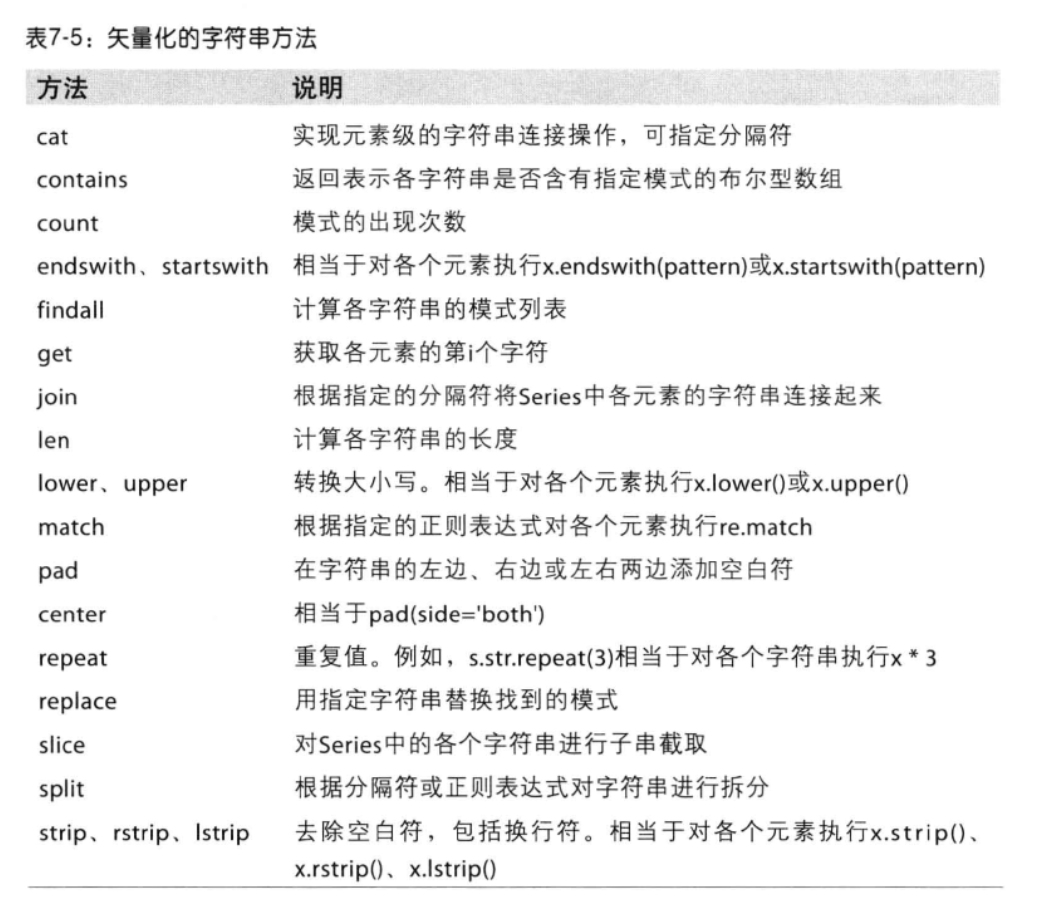 表7-5：矢量化的字符串方法
方法 说明
cat 实现元素级的字符串连接操作，可指定分隔符
contains 返回表示各字符串是否含有指定模式的布尔型数组
count 模式的出现次数
endswith、startswith 相当于对各个元素执行x.endswith(pattern)或x.startswith(pattern)
findall 计算各字符串的模式列表
get 获取各元素的第i个字符
join 根据指定的分隔符将Series中各元素的字符串连接起来
len 计算各字符串的长度
lower、upper 转换大小写。相当于对各个元素执行x.lower()或x.upper()
match 根据指定的正则表达式对各个元素执行re.match
pad 在字符串的左边、右边或左右两边添加空白符
center 相当于pad(side='both')
repeat 重复值。例如，s.str.repeat(3)相当于对各个字符串执行x * 3
replace 用指定字符串替换找到的模式
slice 对Series中的各个字符串进行子串截取
split 根据分隔符或正则表达式对字符串进行拆分
strip、rstrip、lstrip 去除空白符，包括换行符。相当于对各个元素执行x.strip()、
x.rstrip()、x.lstrip()